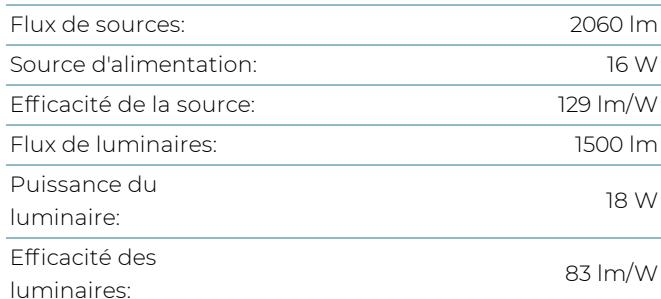 Flux de sources: 2060 lm
Source d'alimentation: 16 W
Efficacité de la source: 129 lm/W
Flux de luminaires: 1500 lm
Puissance du
luminaire: 18 W
Efficacité des
luminaires: 83 lm/W